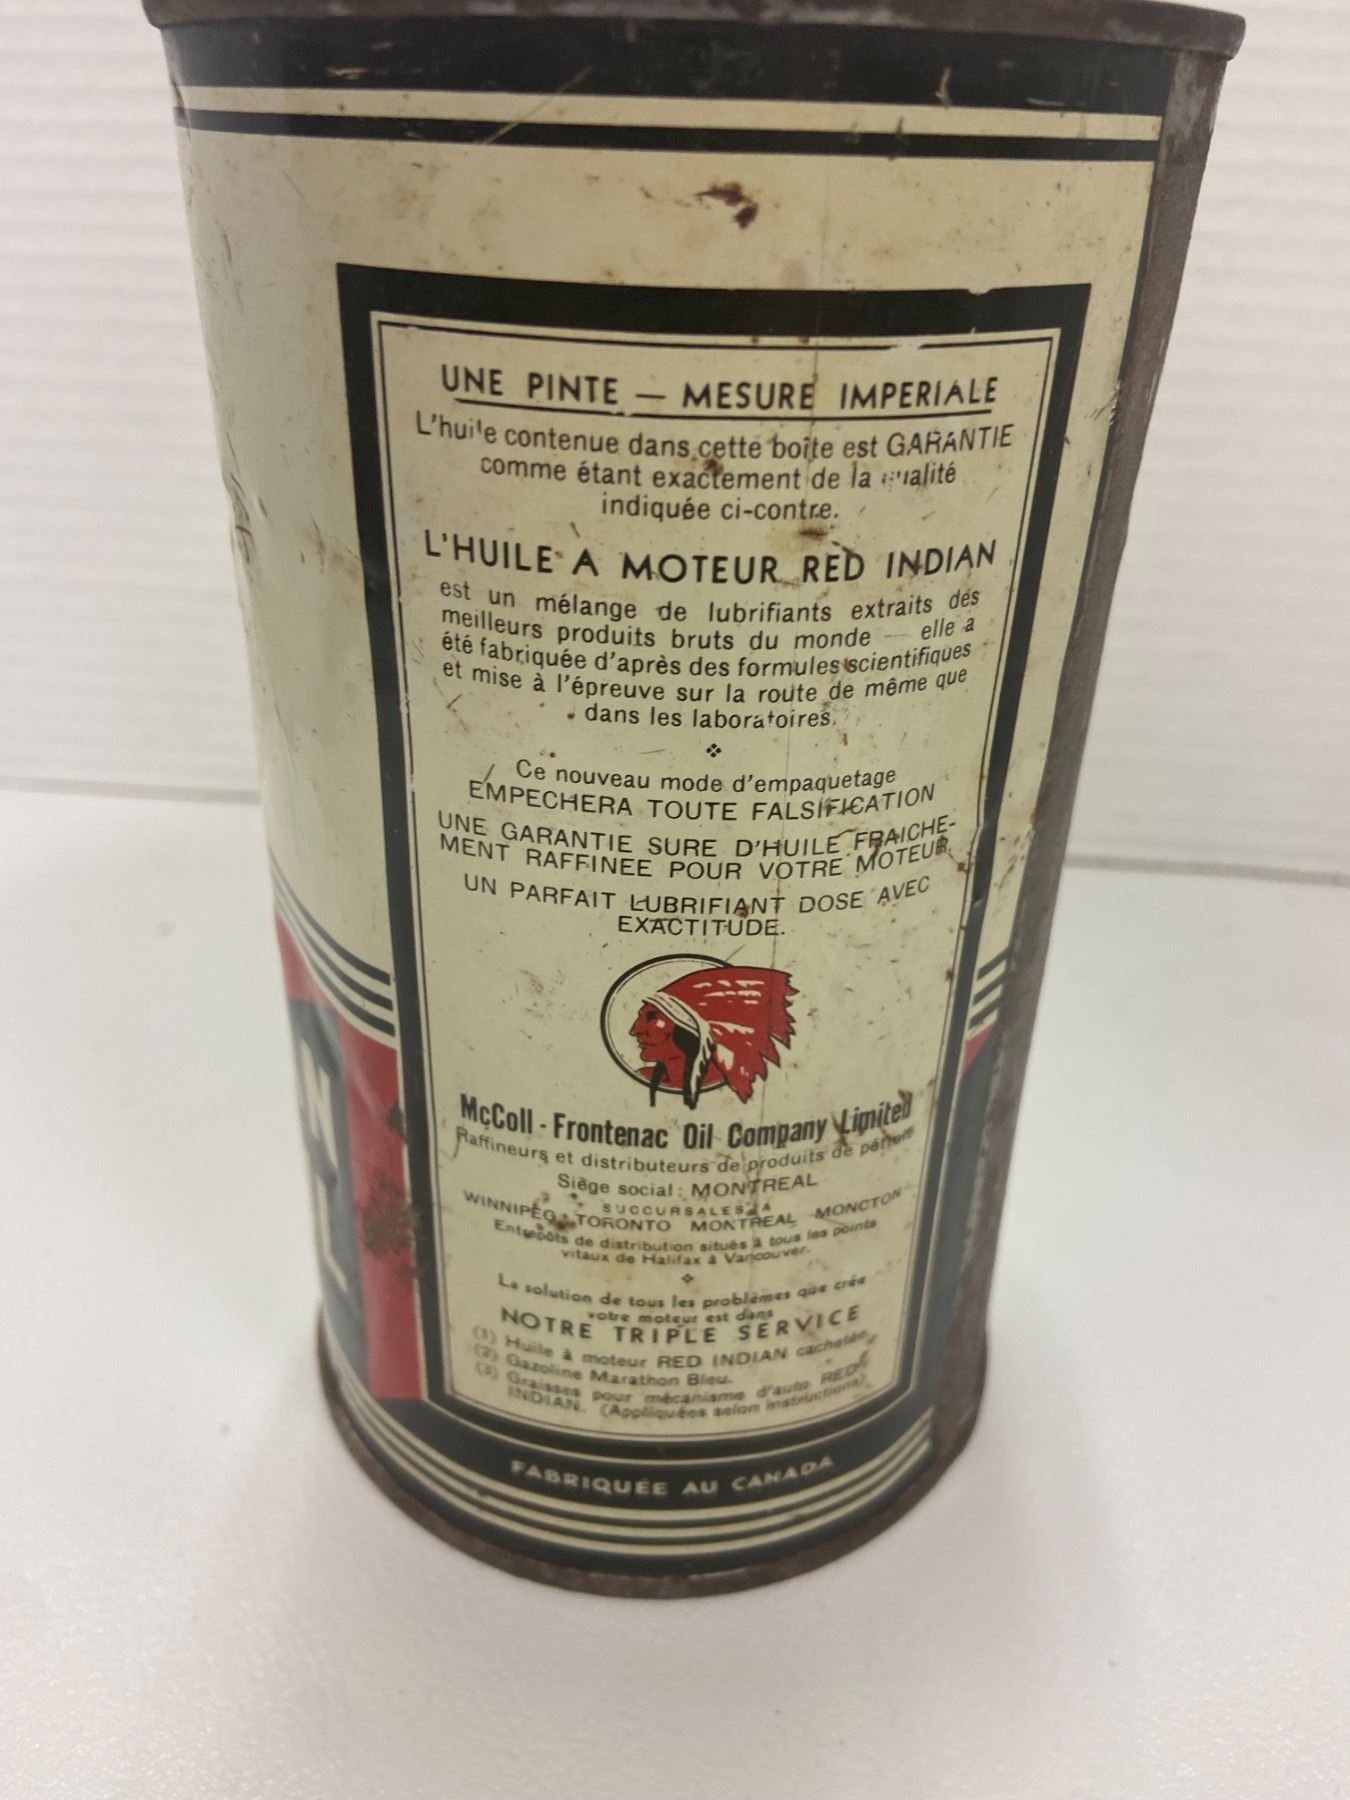 UNE PINTE — MESURE IMPERIALE
L'huile contenue dans cette boîte est GARANTIE
comme étant exactement de la qualité
indiquée ci-contre.
L'HUILE A MOTEUR RED INDIAN
est un mélange de lubrifiants extraits des
meilleurs produits bruts du monde — elle a
été fabriquée d'après des formules scientifiques
et mise à l'épreuve sur la route de même que
dans les laboratoires.
Ce nouveau mode d'empaquetage
EMPECHERA TOUTE FALSIFICATION
UNE GARANTIE SURE D'HUILE FRAICHE-
MENT RAFFINEE POUR VOTRE MOTEUR.
UN PARFAIT LUBRIFIANT DOSE AVEC
EXACTITUDE.
McColl - Frontenac Oil Company Limited
Raffineurs et distributeurs de produits de pétrole
Siège social: MONTREAL
SUCCURSALES A
WINNIPEG TORONTO MONTREAL MONCTON
Entrepôts de distribution situés à tous les points
vitaux de Halifax à Vancouver.
La solution de tous les problèmes que crée
votre moteur est dans
NOTRE TRIPLE SERVICE
(1) Huile à moteur RED INDIAN cachetée.
(2) Gazoline Marathon Bleu.
(3) Graisses pour mécanisme d'auto RED
INDIAN. (Appliquées selon instructions).
FABRIQUÉE AU CANADA
N
L